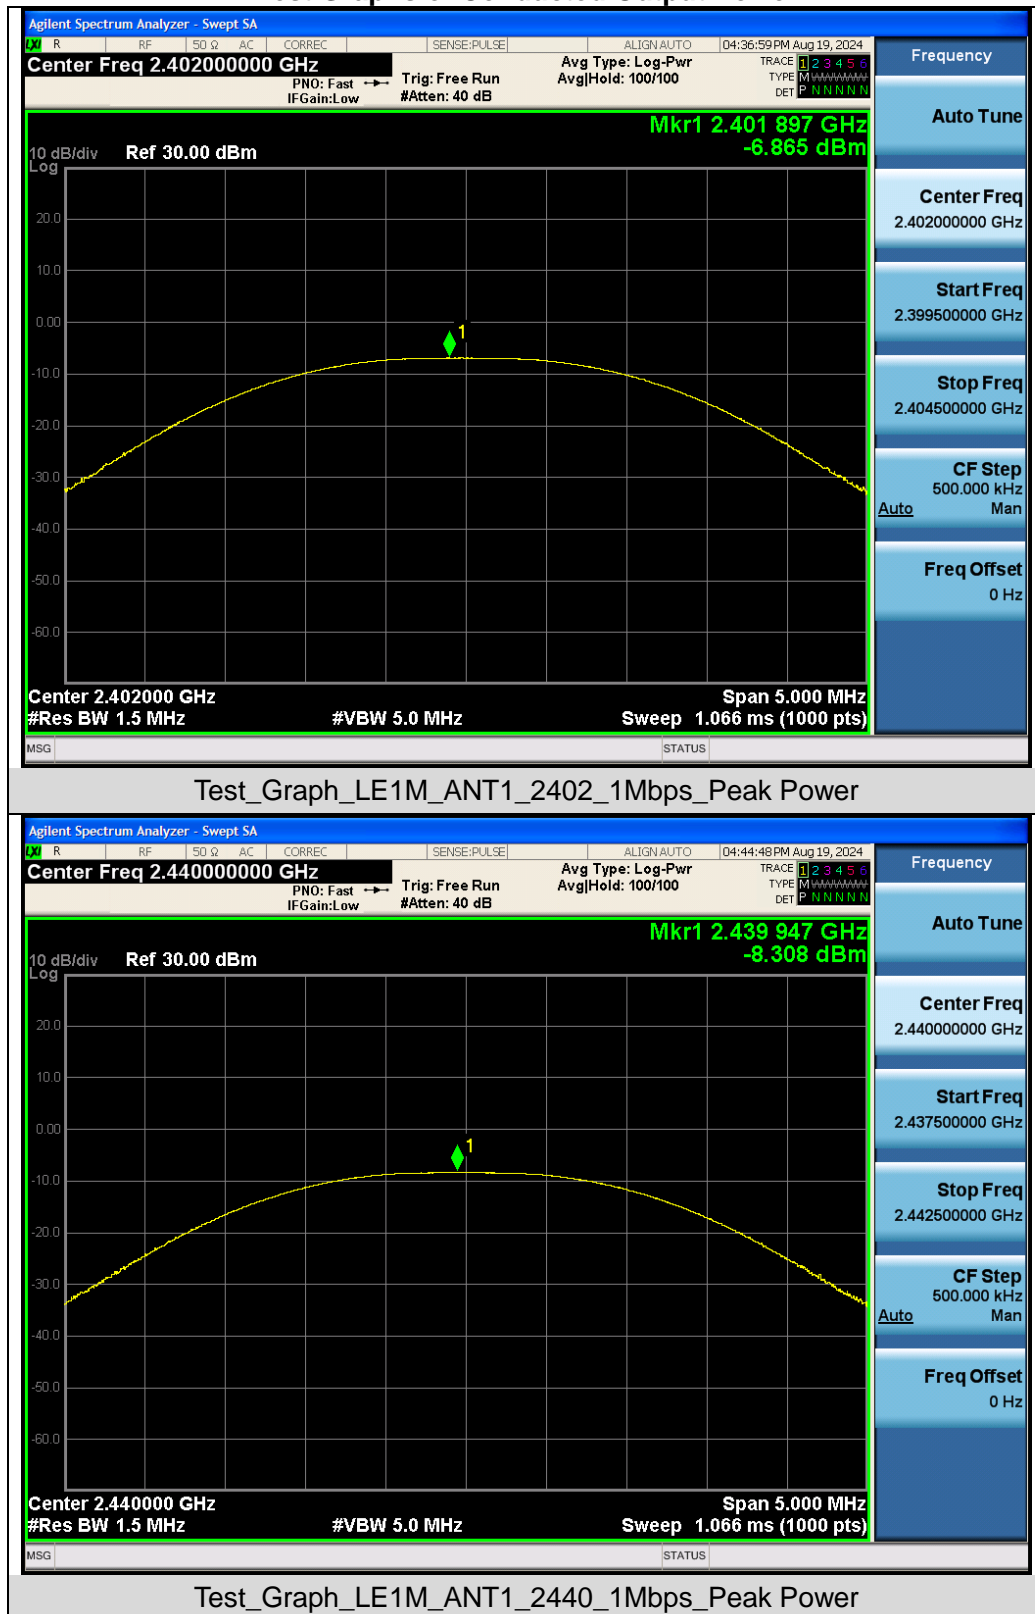 Test Graphs of Conducted Output Power
Agilent Spectrum Analyzer - Swept SA
LXI R RF 50 Ω AC CORREC SENSE:PULSE ALIGN AUTO 04:36:59 PM Aug 19, 2024
Center Freq 2.402000000 GHz
PNO: Fast
IFGain:Low
Trig: Free Run
#Atten: 40 dB
Avg Type: Log-Pwr
Avg|Hold: 100/100
TRACE 1 2 3 4 5 6
TYPE M WWWWW
DET P N N N N N
Frequency
Mkr1 2.401 897 GHz
-6.865 dBm
10 dB/div Ref 30.00 dBm
Log
20.0
10.0
0.00
-10.0
-20.0
-30.0
-40.0
-50.0
-60.0
1
Center 2.402000 GHz Span 5.000 MHz
#Res BW 1.5 MHz #VBW 5.0 MHz Sweep 1.066 ms (1000 pts)
Auto Tune
Center Freq
2.402000000 GHz
Start Freq
2.399500000 GHz
Stop Freq
2.404500000 GHz
CF Step
500.000 kHz
Auto Man
Freq Offset
0 Hz
MSG STATUS
Test_Graph_LE1M_ANT1_2402_1Mbps_Peak Power
Agilent Spectrum Analyzer - Swept SA
LXI R RF 50 Ω AC CORREC SENSE:PULSE ALIGN AUTO 04:44:48 PM Aug 19, 2024
Center Freq 2.440000000 GHz
PNO: Fast
IFGain:Low
Trig: Free Run
#Atten: 40 dB
Avg Type: Log-Pwr
Avg|Hold: 100/100
TRACE 1 2 3 4 5 6
TYPE M WWWWW
DET P N N N N N
Frequency
Mkr1 2.439 947 GHz
-8.308 dBm
10 dB/div Ref 30.00 dBm
Log
20.0
10.0
0.00
-10.0
-20.0
-30.0
-40.0
-50.0
-60.0
1
Center 2.440000 GHz Span 5.000 MHz
#Res BW 1.5 MHz #VBW 5.0 MHz Sweep 1.066 ms (1000 pts)
Auto Tune
Center Freq
2.440000000 GHz
Start Freq
2.437500000 GHz
Stop Freq
2.442500000 GHz
CF Step
500.000 kHz
Auto Man
Freq Offset
0 Hz
MSG STATUS
Test_Graph_LE1M_ANT1_2440_1Mbps_Peak Power